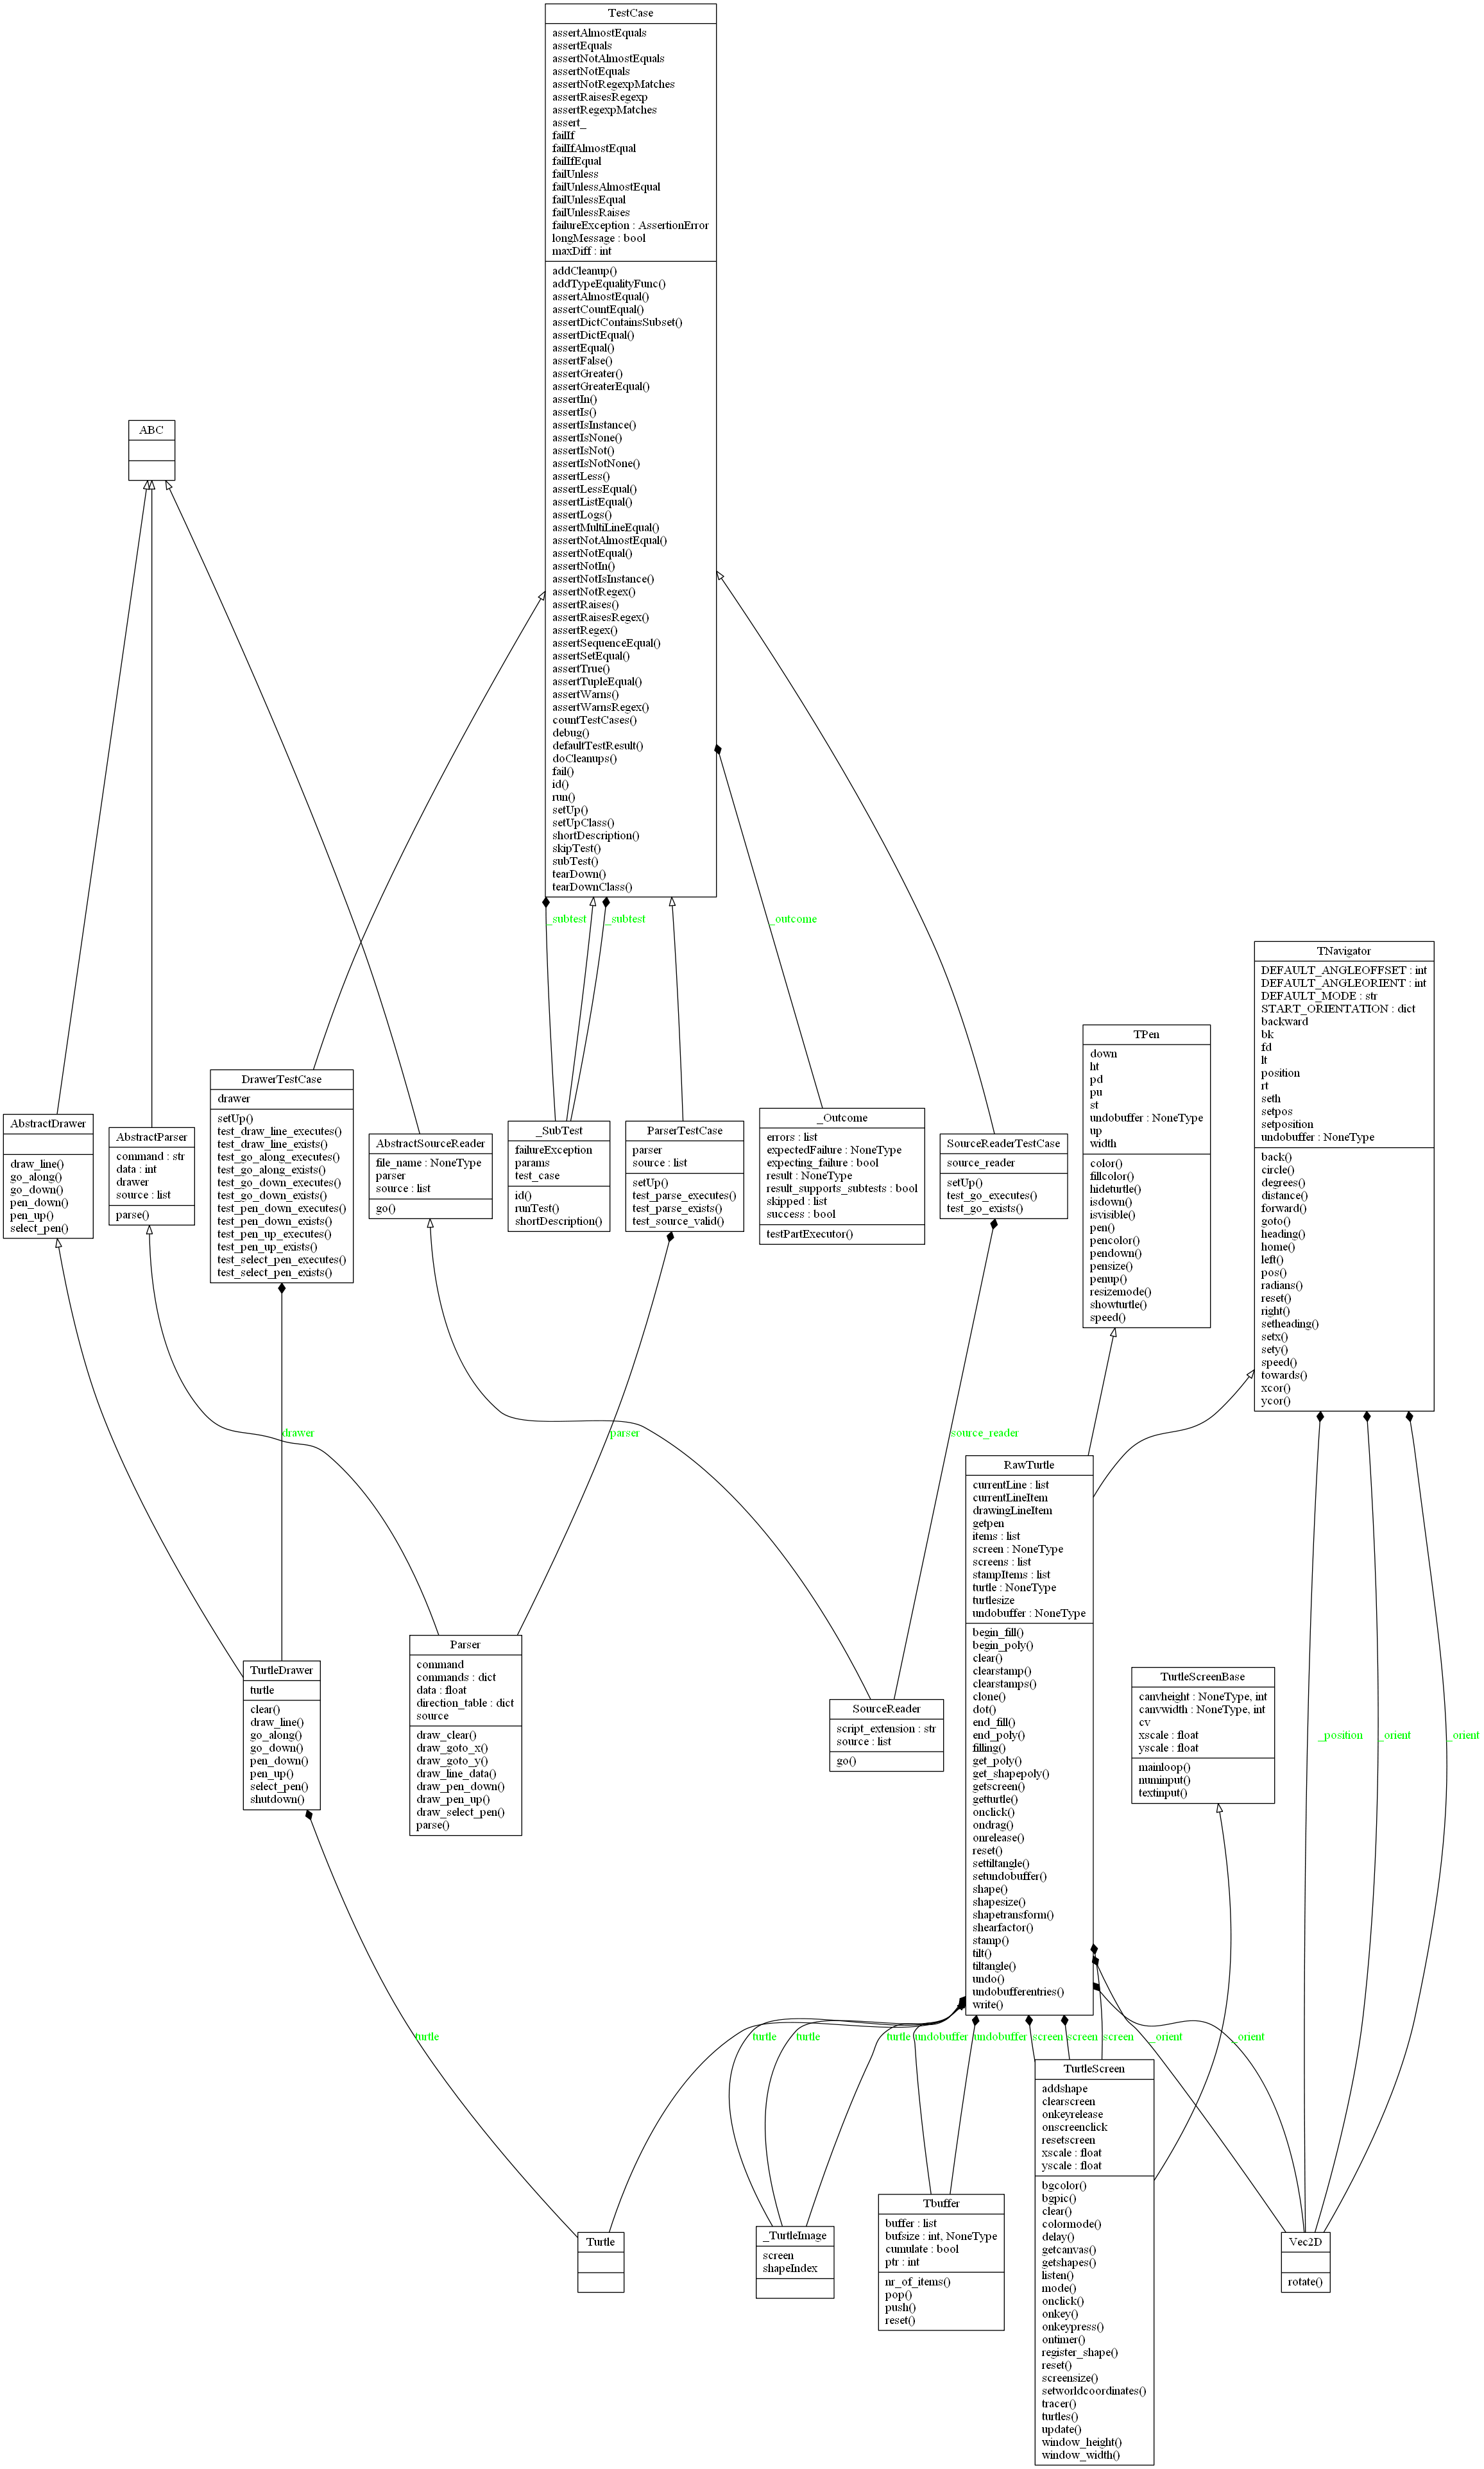 TestCase
assertAlmostEquals
assertEquals
assertNotAlmostEquals
assertNotEquals
assertNotRegexpMatches
assertRaisesRegexp
assertRegexpMatches
assert_
failIf
failIfAlmostEqual
failIfEqual
failUnless
failUnlessAlmostEqual
failUnlessEqual
failUnlessRaises
failureException : AssertionError
longMessage : bool
maxDiff : int
addCleanup()
addTypeEqualityFunc()
assertAlmostEqual()
assertCountEqual()
assertDictContainsSubset()
assertDictEqual()
assertEqual()
assertFalse()
assertGreater()
assertGreaterEqual()
assertIn()
assertIs()
assertIsInstance()
assertIsNone()
assertIsNot()
assertIsNotNone()
assertLess()
assertLessEqual()
assertListEqual()
assertLogs()
assertMultiLineEqual()
assertNotAlmostEqual()
assertNotEqual()
assertNotIn()
assertNotIsInstance()
assertNotRegex()
assertRaises()
assertRaisesRegex()
assertRegex()
assertSequenceEqual()
assertSetEqual()
assertTrue()
assertTupleEqual()
assertWarns()
assertWarnsRegex()
countTestCases()
debug()
defaultTestResult()
doCleanups()
fail()
id()
run()
setUp()
setUpClass()
shortDescription()
skipTest()
subTest()
tearDown()
tearDownClass()
ABC
_subtest
_subtest
_outcome
AbstractDrawer
draw_line()
go_along()
go_down()
pen_down()
pen_up()
select_pen()
AbstractParser
command : str
data : int
drawer
source : list
parse()
DrawerTestCase
drawer
setUp()
test_draw_line_executes()
test_draw_line_exists()
test_go_along_executes()
test_go_along_exists()
test_go_down_executes()
test_go_down_exists()
test_pen_down_executes()
test_pen_down_exists()
test_pen_up_executes()
test_pen_up_exists()
test_select_pen_executes()
test_select_pen_exists()
AbstractSourceReader
file_name : NoneType
parser
source : list
go()
_SubTest
failureException
params
test_case
id()
runTest()
shortDescription()
ParserTestCase
parser
source : list
setUp()
test_parse_executes()
test_parse_exists()
test_source_valid()
_Outcome
errors : list
expectedFailure : NoneType
expecting_failure : bool
result : NoneType
result_supports_subtests : bool
skipped : list
success : bool
testPartExecutor()
SourceReaderTestCase
source_reader
setUp()
test_go_executes()
test_go_exists()
TPen
down
ht
pd
pu
st
undobuffer : NoneType
up
width
color()
fillcolor()
hideturtle()
isdown()
isvisible()
pen()
pencolor()
pendown()
pensize()
penup()
resizemode()
showturtle()
speed()
TNavigator
DEFAULT_ANGLEOFFSET : int
DEFAULT_ANGLEORIENT : int
DEFAULT_MODE : str
START_ORIENTATION : dict
backward
bk
fd
lt
position
rt
seth
setpos
setposition
undobuffer : NoneType
back()
circle()
degrees()
distance()
forward()
goto()
heading()
home()
left()
pos()
radians()
reset()
right()
setheading()
setx()
sety()
speed()
towards()
xcor()
ycor()
drawer
parser
source_reader
TurtleDrawer
turtle
clear()
draw_line()
go_along()
go_down()
pen_down()
pen_up()
select_pen()
shutdown()
Parser
command
commands : dict
data : float
direction_table : dict
source
draw_clear()
draw_goto_x()
draw_goto_y()
draw_line_data()
draw_pen_down()
draw_pen_up()
draw_select_pen()
parse()
SourceReader
script_extension : str
source : list
go()
RawTurtle
currentLine : list
currentLineItem
drawingLineItem
getpen
items : list
screen : NoneType
screens : list
stampItems : list
turtle : NoneType
turtlesize
undobuffer : NoneType
begin_fill()
begin_poly()
clear()
clearstamp()
clearstamps()
clone()
dot()
end_fill()
end_poly()
filling()
get_poly()
get_shapepoly()
getscreen()
getturtle()
onclick()
ondrag()
onrelease()
reset()
settiltangle()
setundobuffer()
shape()
shapesize()
shapetransform()
shearfactor()
stamp()
tilt()
tiltangle()
undo()
undobufferentries()
write()
TurtleScreenBase
canvheight : NoneType, int
canvwidth : NoneType, int
cv
xscale : float
yscale : float
mainloop()
numinput()
textinput()
_position
_orient
_orient
turtle
turtle
turtle
turtle
undobuffer
undobuffer
screen
screen
screen
_orient
_orient
Turtle
_TurtleImage
screen
shapeIndex
Tbuffer
buffer : list
bufsize : int, NoneType
cumulate : bool
ptr : int
nr_of_items()
pop()
push()
reset()
TurtleScreen
addshape
clearscreen
onkeyrelease
onscreenclick
resetscreen
xscale : float
yscale : float
bgcolor()
bgpic()
clear()
colormode()
delay()
getcanvas()
getshapes()
listen()
mode()
onclick()
onkey()
onkeypress()
ontimer()
register_shape()
reset()
screensize()
setworldcoordinates()
tracer()
turtles()
update()
window_height()
window_width()
Vec2D
rotate()